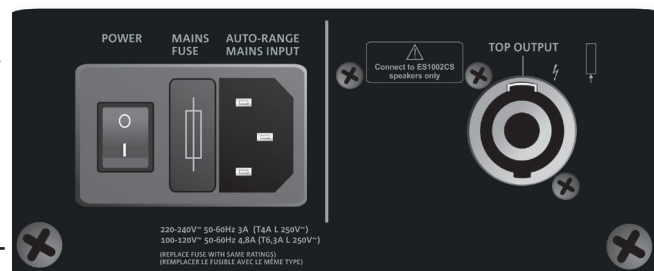 POWER
MAINS
FUSE
AUTO-RANGE
MAINS INPUT
O
I
220-240V~ 50-60Hz 3A (T4A L 250V~)
100-120V~ 50-60Hz 4,8A (T6,3A L 250V~)
(REPLACE FUSE WITH SAME RATINGS)
(REMPLACER LE FUSIBLE AVEC LE MÊME TYPE)
Connect to ES1002CS
speakers only
TOP OUTPUT